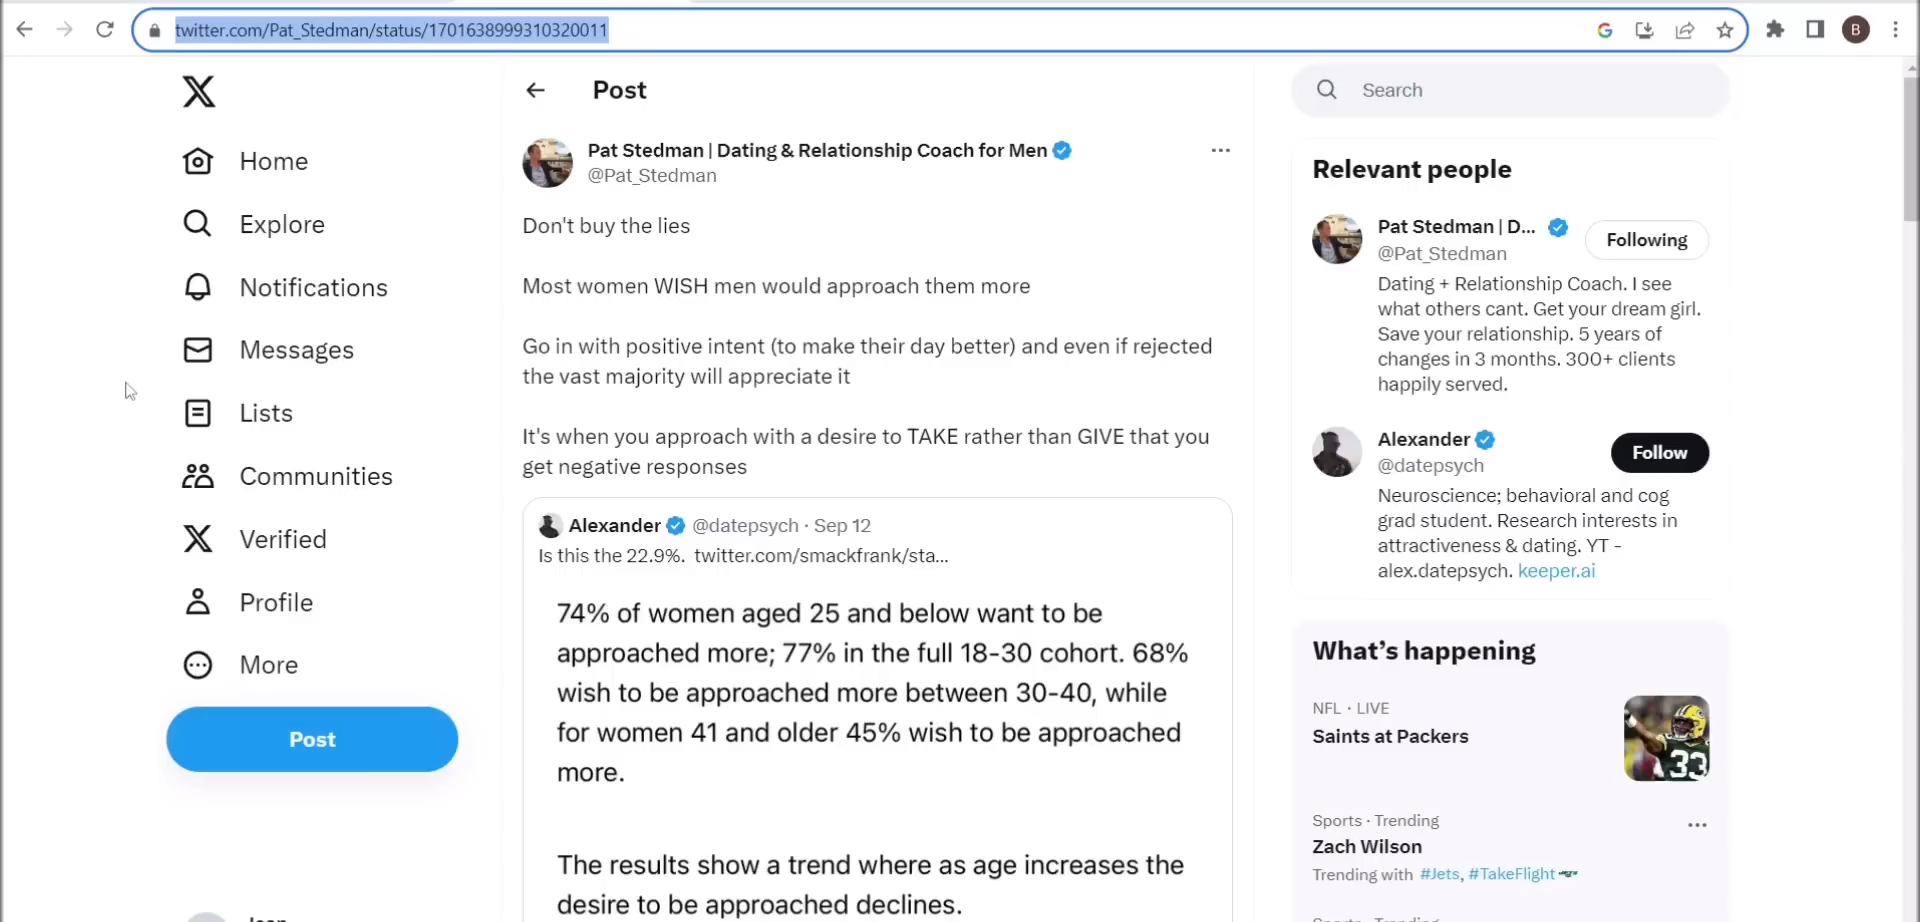 twitter.com/Pat_Stedman/status/1701638999310320011
B
Home
Explore
Notifications
Messages
Lists
Communities
Verified
Profile
More
Post
Post
Pat Stedman | Dating & Relationship Coach for Men
@Pat_Stedman
Don't buy the lies
Most women WISH men would approach them more
Go in with positive intent (to make their day better) and even if rejected
the vast majority will appreciate it
It's when you approach with a desire to TAKE rather than GIVE that you
get negative responses
Alexander @datepsych · Sep 12
Is this the 22.9%. twitter.com/smackfrank/sta...
74% of women aged 25 and below want to be
approached more; 77% in the full 18-30 cohort. 68%
wish to be approached more between 30-40, while
for women 41 and older 45% wish to be approached
more.
The results show a trend where as age increases the
desire to be approached declines.
Search
Relevant people
Pat Stedman | D...
@Pat_Stedman
Following
Dating + Relationship Coach. I see
what others cant. Get your dream girl.
Save your relationship. 5 years of
changes in 3 months. 300+ clients
happily served.
Alexander
@datepsych
Follow
Neuroscience; behavioral and cog
grad student. Research interests in
attractiveness & dating. YT -
alex.datepsych. keeper.ai
What's happening
NFL · LIVE
Saints at Packers
33
Sports · Trending
Zach Wilson
Trending with #Jets, #TakeFlight